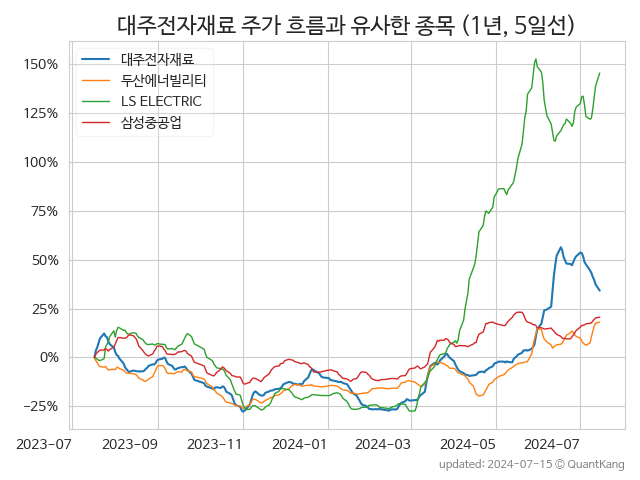 대주전자재료 주가 흐름과 유사한 종목 (1년, 5일선)
대주전자재료
두산에너빌리티
LS ELECTRIC
삼성중공업
150%
125%
100%
75%
50%
25%
0%
−25%
2023-07
2023-09
2023-11
2024-01
2024-03
2024-05
2024-07
updated: 2024-07-15 © QuantKang